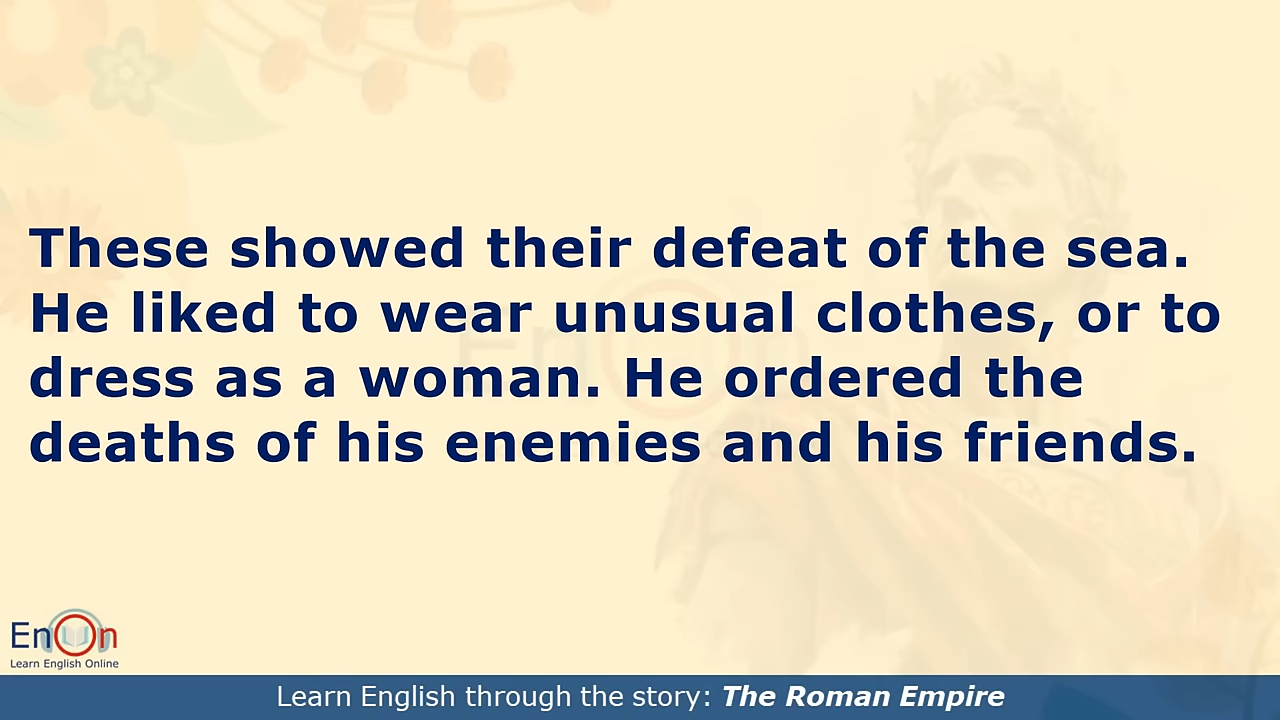 These showed their defeat of the sea.
He liked to wear unusual clothes, or to
dress as a woman. He ordered the
deaths of his enemies and his friends.
EnOn
Learn English Online
Learn English through the story: The Roman Empire